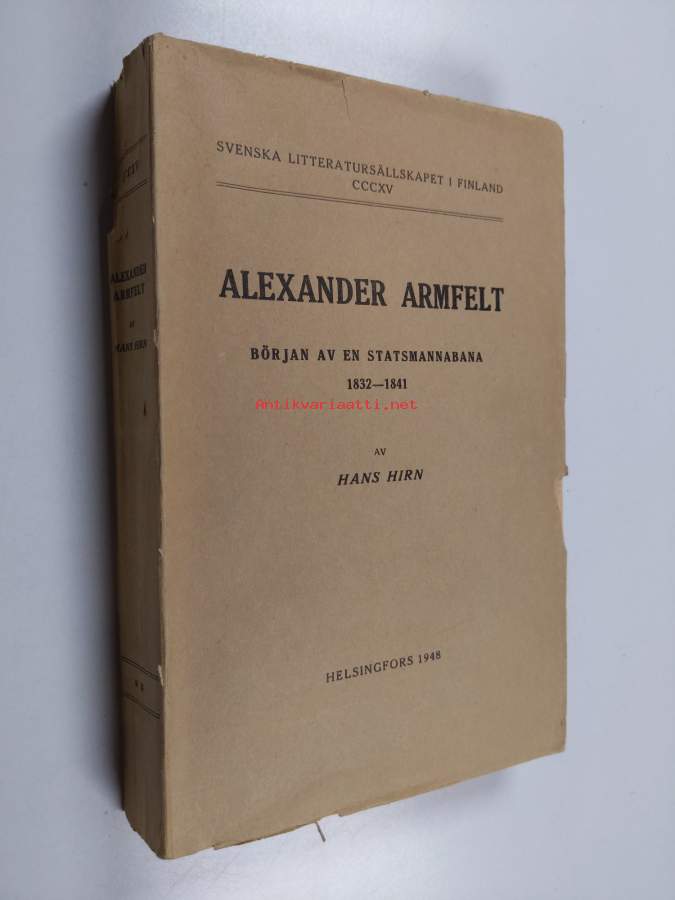 SVENSKA LITTERATURSÄLLSKAPET I FINLAND
CCCXV
ALEXANDER ARMFELT
BÖRJAN AV EN STATSMANNABANA
1832—1841
Antikvariaatti.net
AV
HANS HIRN
HELSINGFORS 1948
ALEXANDER
ARMFELT
AV
HANS HIRN